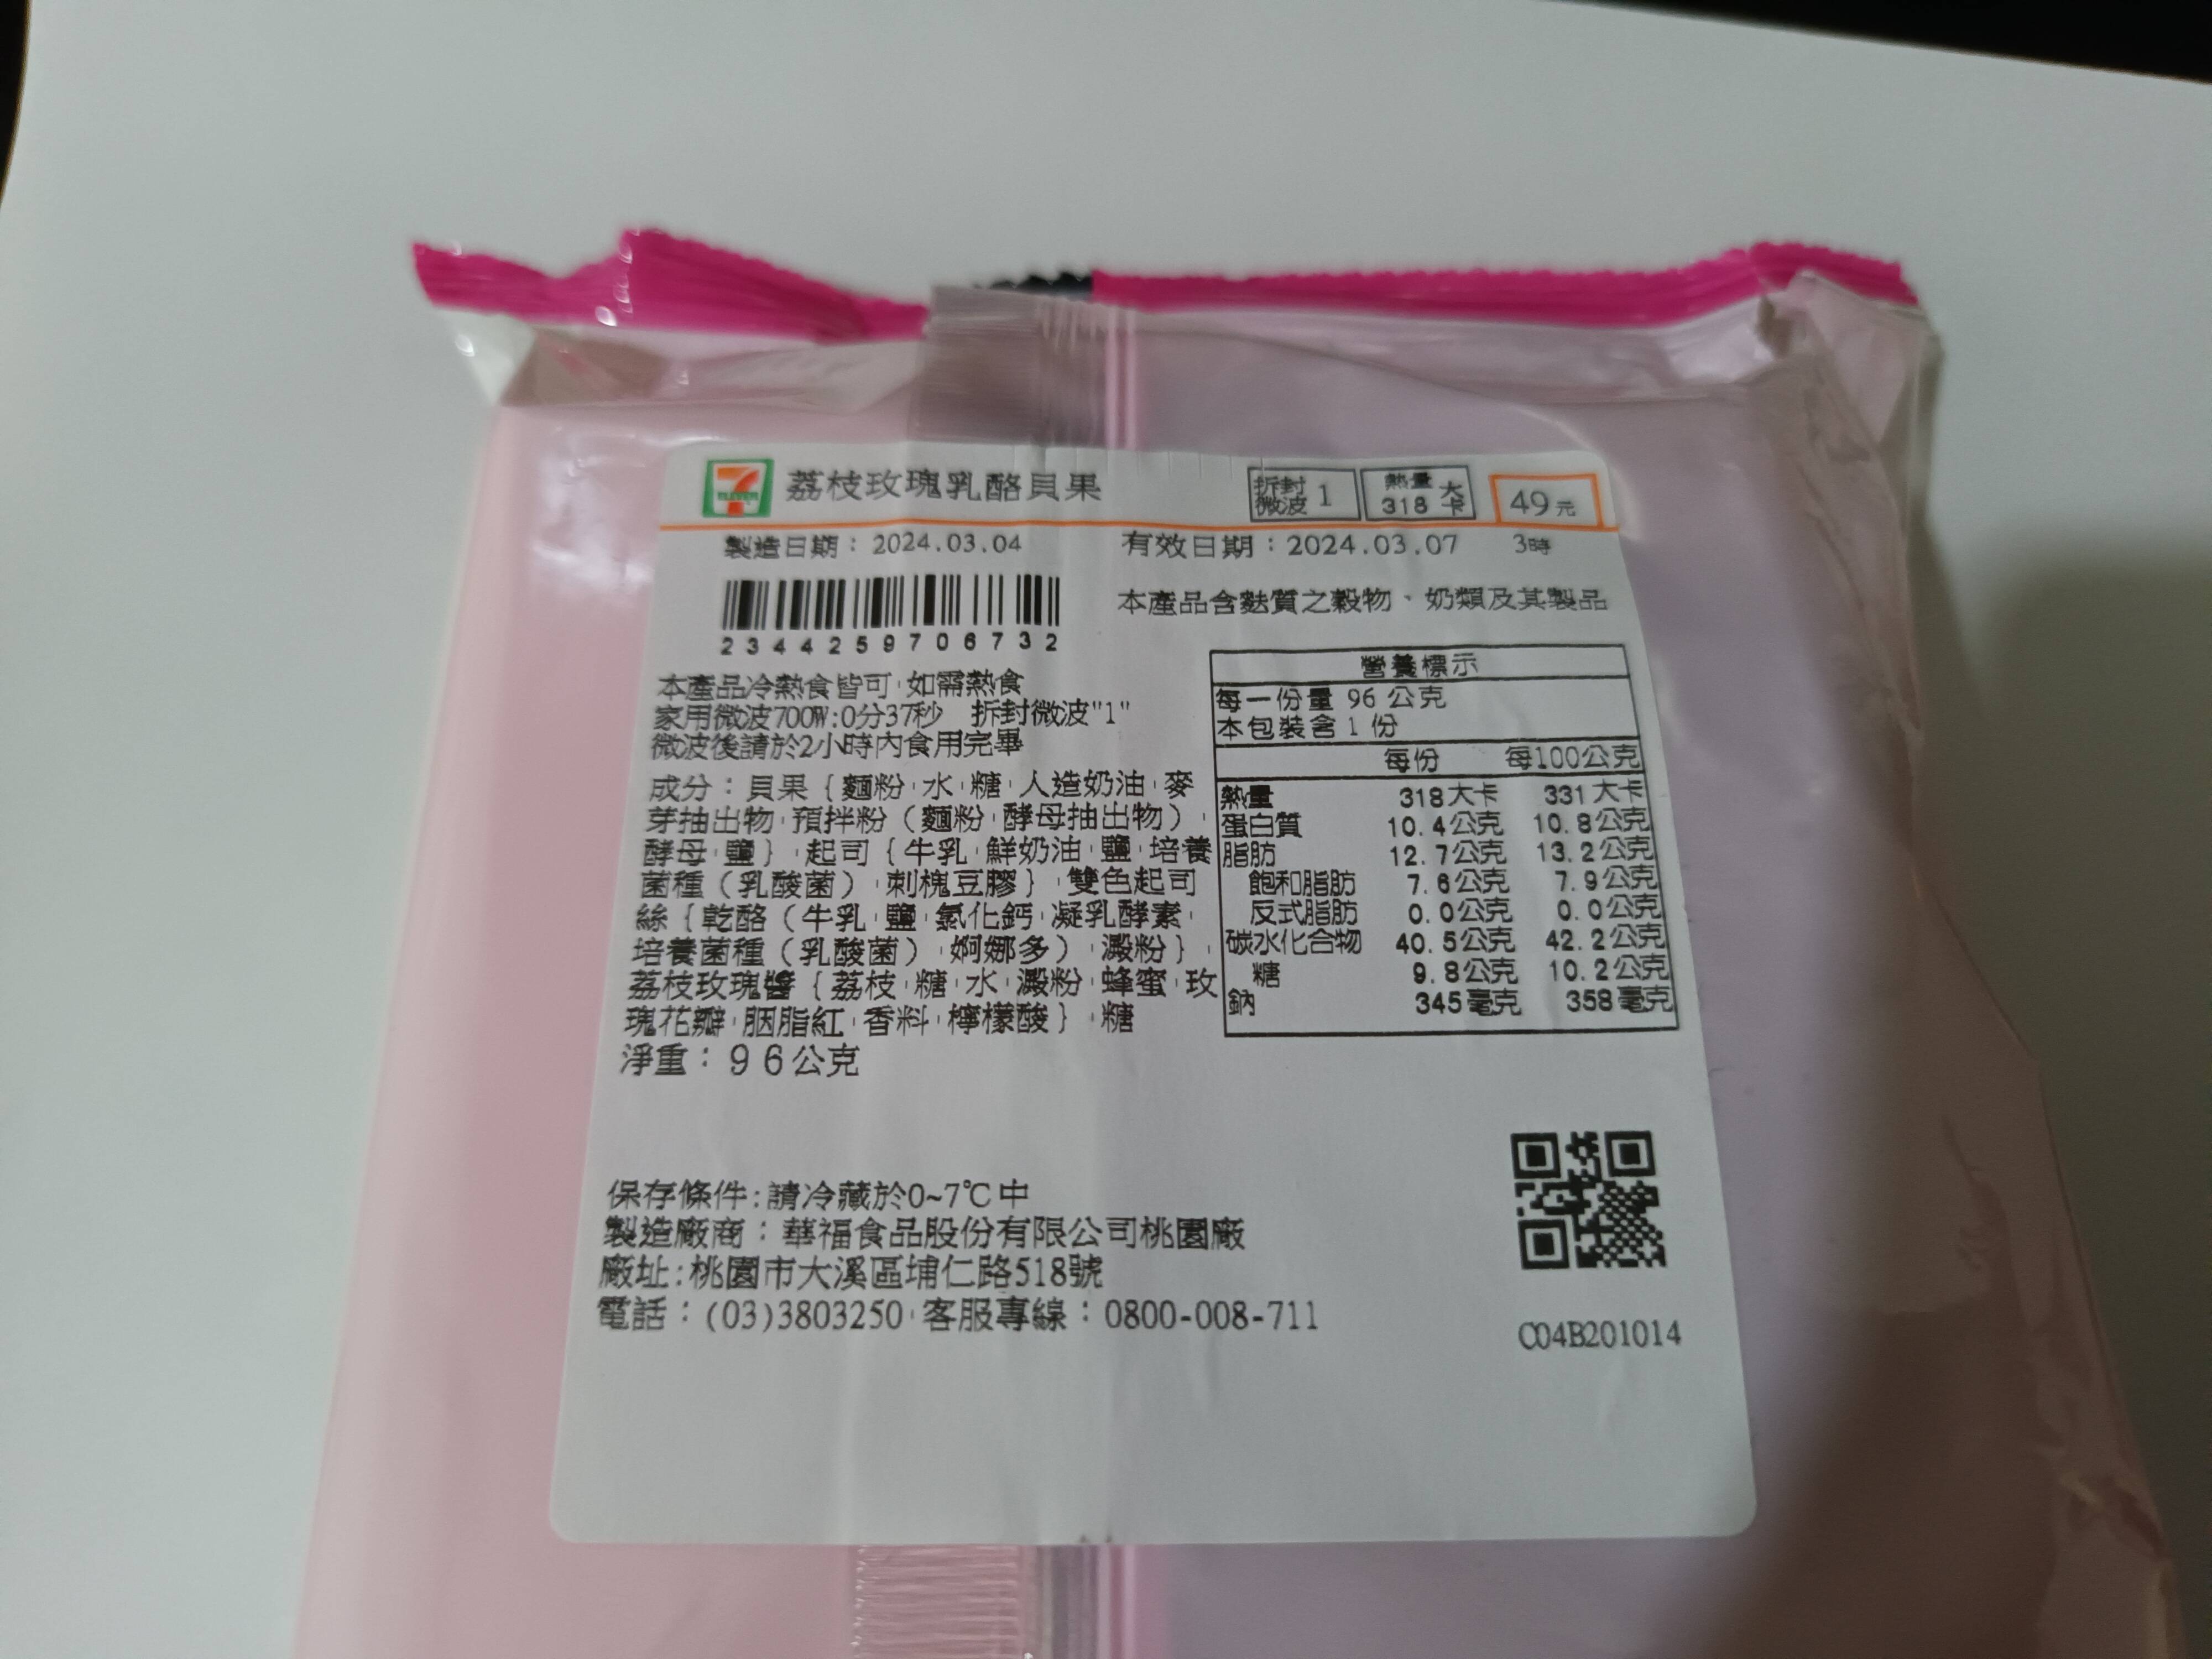 7 ELEVEN 荔枝玫瑰乳酪貝果
拆封微波 1
熱量 318 大卡
49元
製造日期：2024.03.04
有效日期：2024.03.07 3時
2344259706732
本產品含麩質之穀物、奶類及其製品
本產品冷熱食皆可,如需熱食
家用微波700W:0分37秒 拆封微波"1"
微波後請於2小時內食用完畢
成分：貝果{麵粉,水,糖,人造奶油,麥
芽抽出物,預拌粉(麵粉,酵母抽出物),
酵母,鹽},起司{牛乳,鮮奶油,鹽,培養
菌種(乳酸菌),刺槐豆膠},雙色起司
絲{乾酪(牛乳,鹽,氯化鈣,凝乳酵素,
培養菌種(乳酸菌),婀娜多),澱粉},
荔枝玫瑰醬{荔枝,糖,水,澱粉,蜂蜜,玫
瑰花瓣,胭脂紅,香料,檸檬酸},糖
淨重：96公克
營養標示
每一份量 96 公克
本包裝含 1 份
每份 每100公克
熱量 318大卡 331大卡
蛋白質 10.4公克 10.8公克
脂肪 12.7公克 13.2公克
飽和脂肪 7.6公克 7.9公克
反式脂肪 0.0公克 0.0公克
碳水化合物 40.5公克 42.2公克
糖 9.8公克 10.2公克
鈉 345毫克 358毫克
保存條件:請冷藏於0~7℃中
製造廠商：華福食品股份有限公司桃園廠
廠址:桃園市大溪區埔仁路518號
電話：(03)3803250,客服專線：0800-008-711
C04B201014